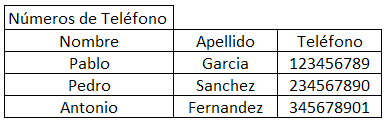 Números de Teléfono
Nombre Apellido Teléfono
Pablo Garcia 123456789
Pedro Sanchez 234567890
Antonio Fernandez 345678901